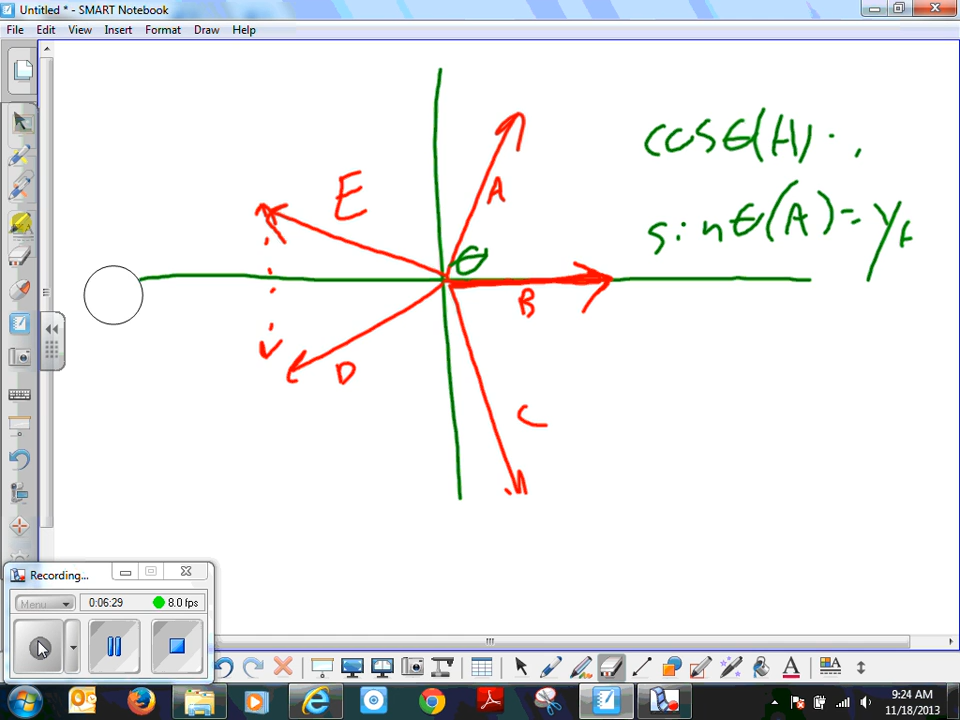 Untitled * - SMART Notebook
File Edit View Insert Format Draw Help
cosθ(H) . .
sinθ(A) = yA
E
A
θ
B
D
C
Recording...
Menu 0:06:29 8.0 fps
9:24 AM
11/18/2013